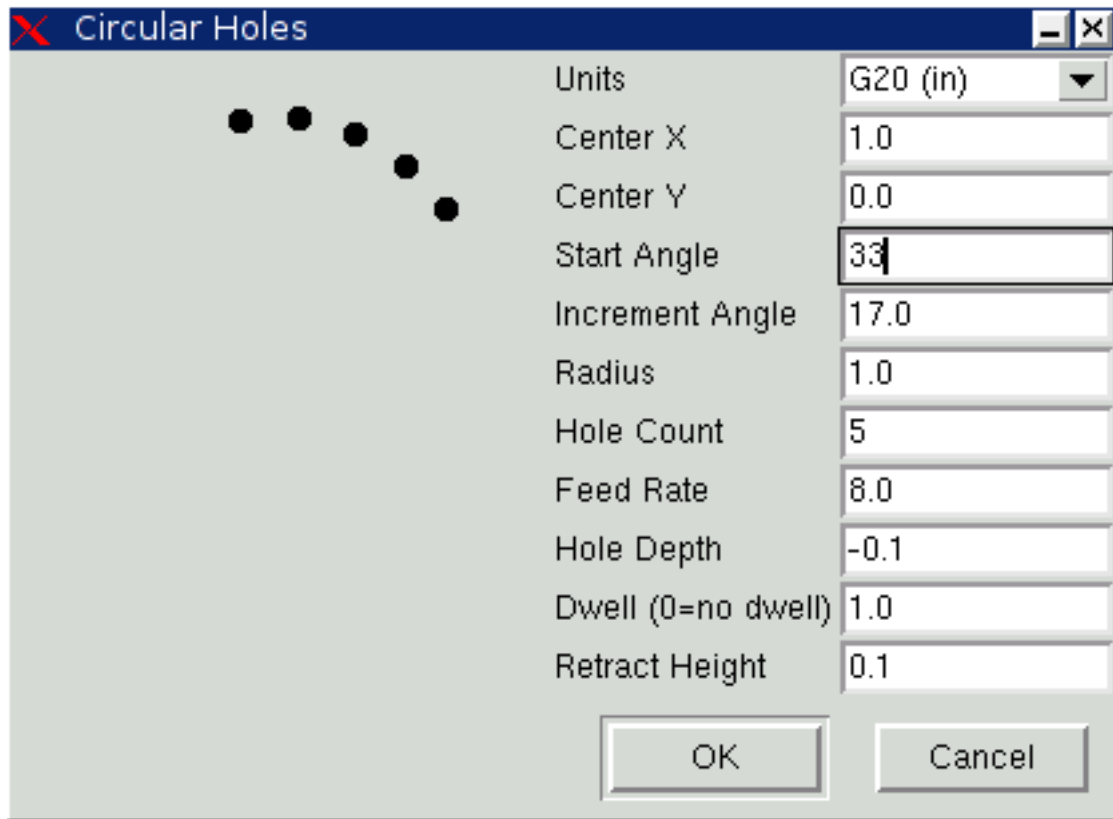 Circular Holes
Units G20 (in)
Center X 1.0
Center Y 0.0
Start Angle 33
Increment Angle 17.0
Radius 1.0
Hole Count 5
Feed Rate 8.0
Hole Depth -0.1
Dwell (0=no dwell) 1.0
Retract Height 0.1
OK Cancel